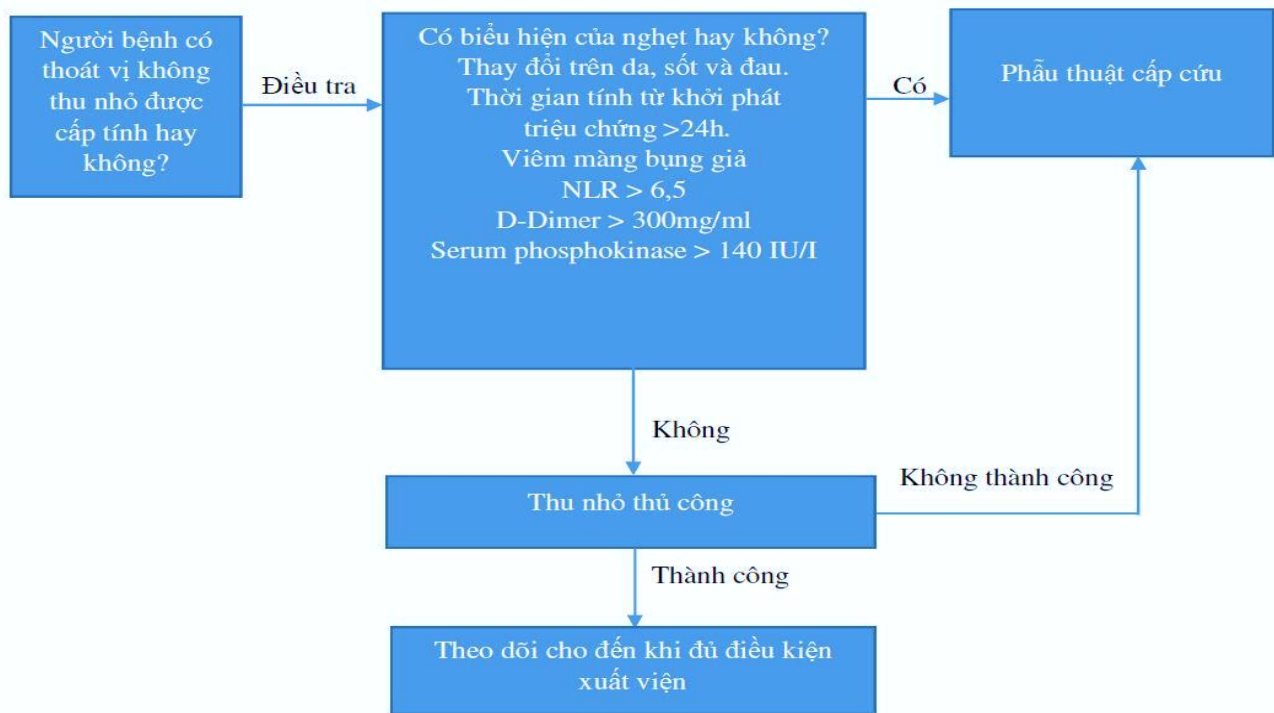 Người bệnh có
thoát vị không
thu nhỏ được
cấp tính hay
không?
Điều tra
Có biểu hiện của nghẹt hay không?
Thay đổi trên da, sốt và đau.
Thời gian tính từ khởi phát
triệu chứng >24h.
Viêm màng bụng giả
NLR > 6,5
D-Dimer > 300mg/ml
Serum phosphokinase > 140 IU/I
Có
Phẫu thuật cấp cứu
Không
Thu nhỏ thủ công
Không thành công
Thành công
Theo dõi cho đến khi đủ điều kiện
xuất viện